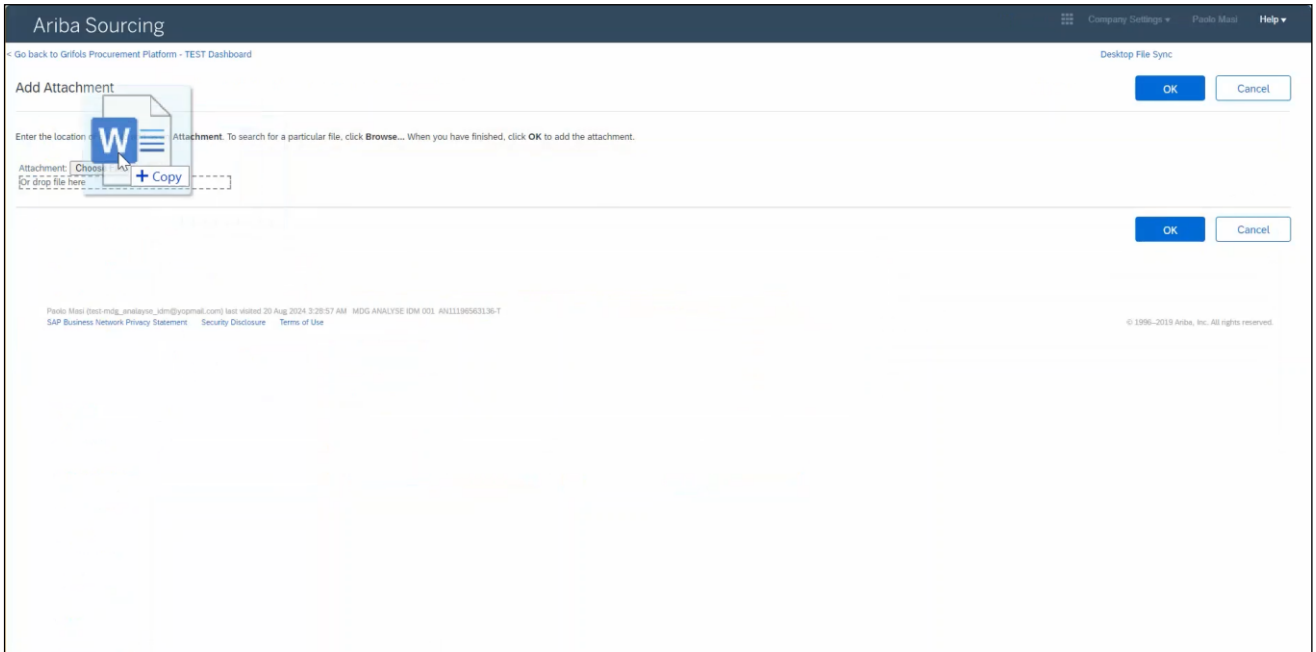 Ariba Sourcing
Company Settings ▾ Paolo Masi Help ▾
< Go back to Grifols Procurement Platform - TEST Dashboard
Desktop File Sync
Add Attachment
OK Cancel
Enter the location Attachment. To search for a particular file, click Browse... When you have finished, click OK to add the attachment.
W
Attachment: Choose
+ Copy
Or drop file here
OK Cancel
Paolo Masi (test-mdg_analayse_idm@yopmail.com) last visited 20 Aug 2024 3:28:57 AM MDG ANALYSE IDM 001 AN11196563136-T
SAP Business Network Privacy Statement Security Disclosure Terms of Use
© 1996–2019 Ariba, Inc. All rights reserved.